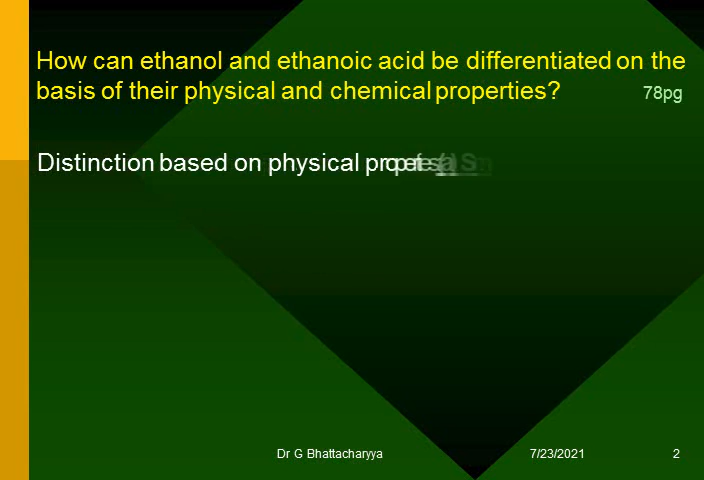 How can ethanol and ethanoic acid be differentiated on the
basis of their physical and chemical properties? 78pg
Distinction based on physical
Dr G Bhattacharyya 7/23/2021 2